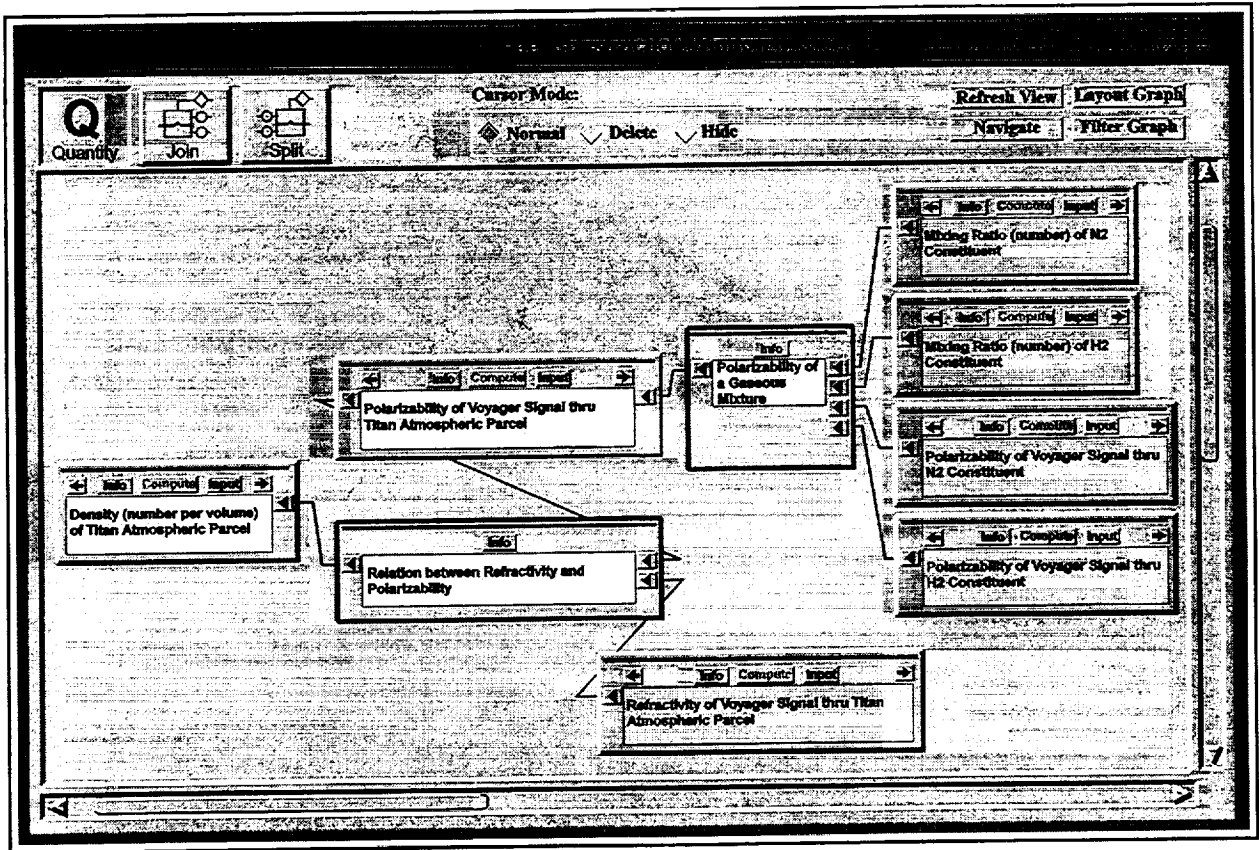 Q
Quantity
Join
Split
Cursor Mode:
Normal Delete Hide
Refresh View Layout Graph
Navigate Filter Graph
Info Compute Input
Mixing Ratio (number) of N2
Constituent
Info Compute Input
Mixing Ratio (number) of H2
Constituent
Info
Polarizability of
a Gaseous
Mixture
Info Compute Input
Polarizability of Voyager Signal thru
Titan Atmospheric Parcel
Info Compute Input
Polarizability of Voyager Signal thru
N2 Constituent
Info Compute Input
Density (number per volume)
of Titan Atmospheric Parcel
Info
Relation between Refractivity and
Polarizability
Info Compute Input
Polarizability of Voyager Signal thru
H2 Constituent
Info Compute Input
Refractivity of Voyager Signal thru Titan
Atmospheric Parcel